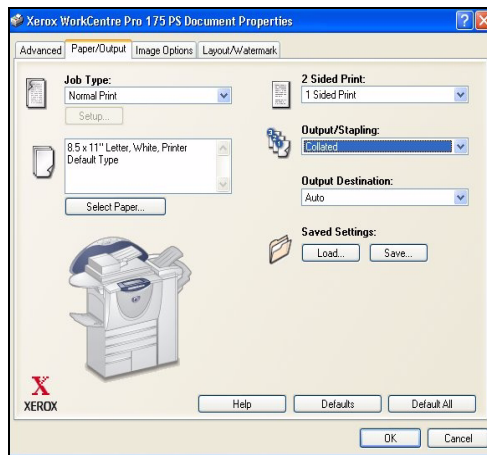 Xerox WorkCentre Pro 175 PS Document Properties
Advanced Paper/Output Image Options Layout/Watermark
Job Type:
Normal Print
Setup...
8.5 x 11" Letter, White, Printer
Default Type
Select Paper...
2 Sided Print:
1 Sided Print
Output/Stapling:
Collated
Output Destination:
Auto
Saved Settings:
Load... Save...
X
XEROX
Help Defaults Default All
OK Cancel